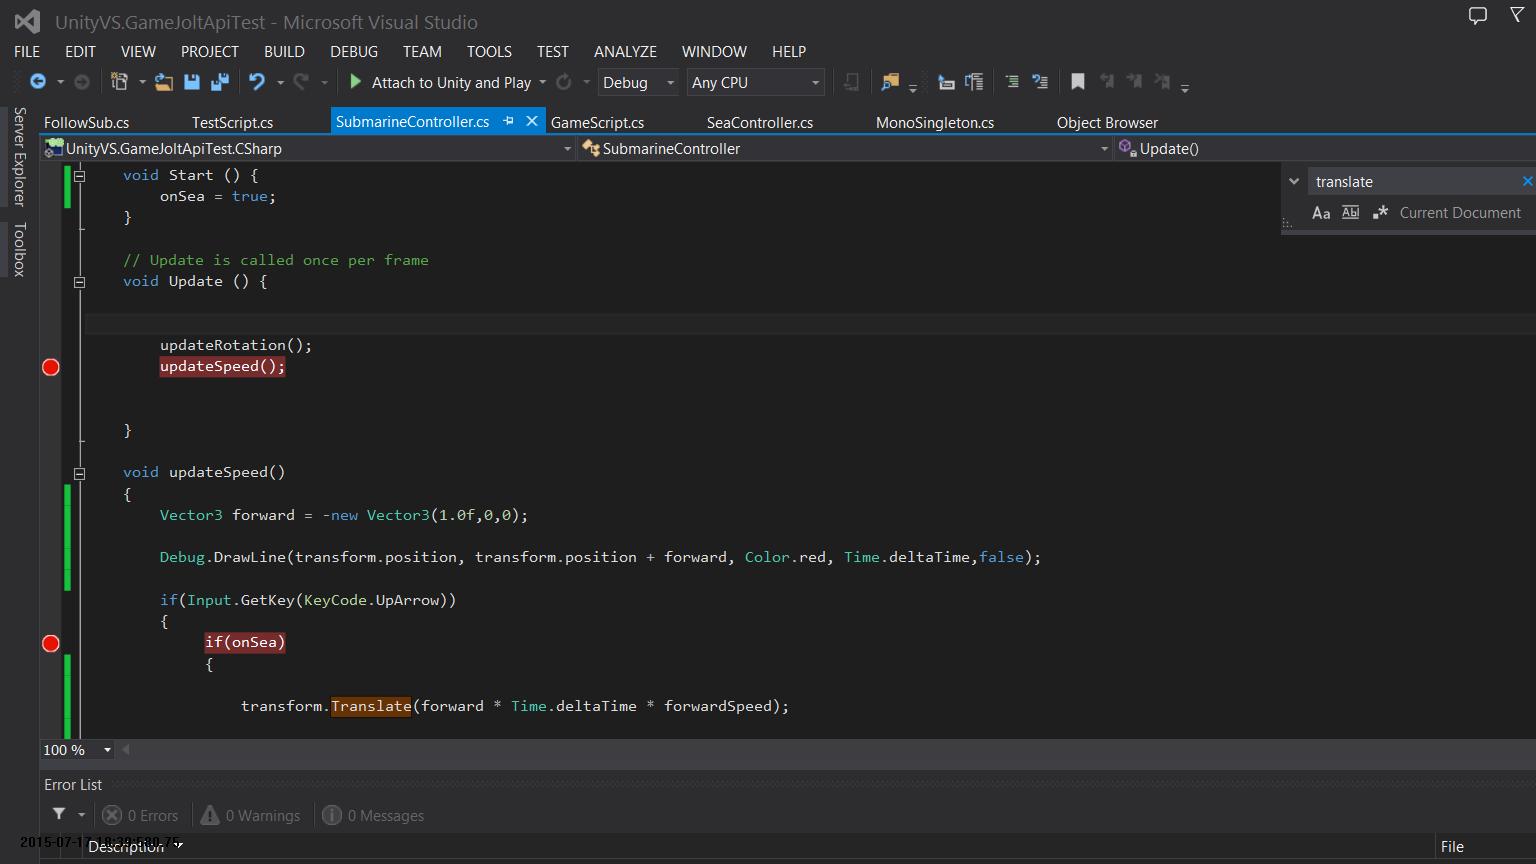 UnityVS.GameJoltApiTest - Microsoft Visual Studio
FILE EDIT VIEW PROJECT BUILD DEBUG TEAM TOOLS TEST ANALYZE WINDOW HELP
Attach to Unity and Play Debug Any CPU
Server Explorer
Toolbox
FollowSub.cs TestScript.cs SubmarineController.cs GameScript.cs SeaController.cs MonoSingleton.cs Object Browser
UnityVS.GameJoltApiTest.CSharp SubmarineController Update()
translate
Aa Abl Current Document
void Start () {
onSea = true;
}
// Update is called once per frame
void Update () {
updateRotation();
updateSpeed();
}
void updateSpeed()
{
Vector3 forward = -new Vector3(1.0f,0,0);
Debug.DrawLine(transform.position, transform.position + forward, Color.red, Time.deltaTime,false);
if(Input.GetKey(KeyCode.UpArrow))
{
if(onSea)
{
transform.Translate(forward * Time.deltaTime * forwardSpeed);
100 %
Error List
0 Errors 0 Warnings 0 Messages
Description File